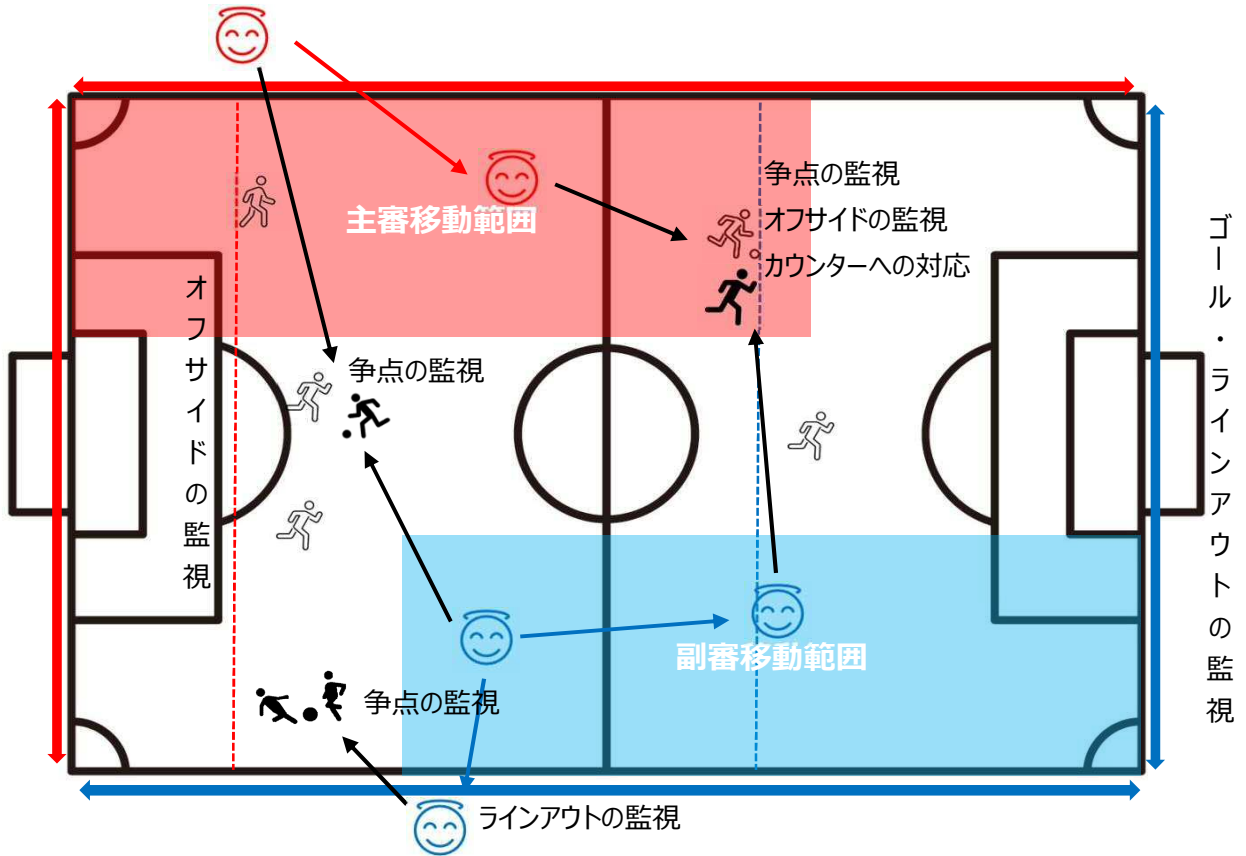 争点の監視
オフサイドの監視
カウンターへの対応
主審移動範囲
オフサイドの監視
争点の監視
ゴール・ラインアウトの監視
副審移動範囲
争点の監視
ラインアウトの監視